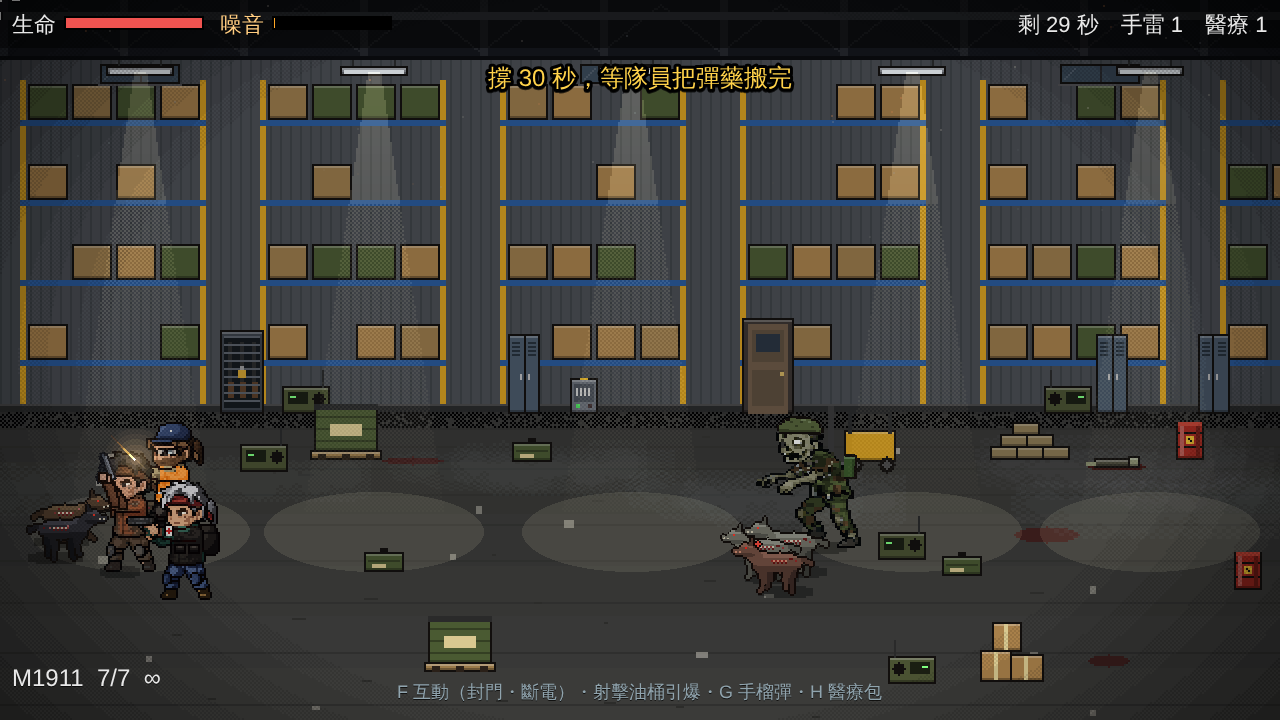 生命 噪音 剩 29 秒 手雷 1 醫療 1
撐 30 秒，等隊員把彈藥搬完
M1911 7/7 ∞
F 互動（封門・斷電）・射擊油桶引爆・G 手榴彈・H 醫療包